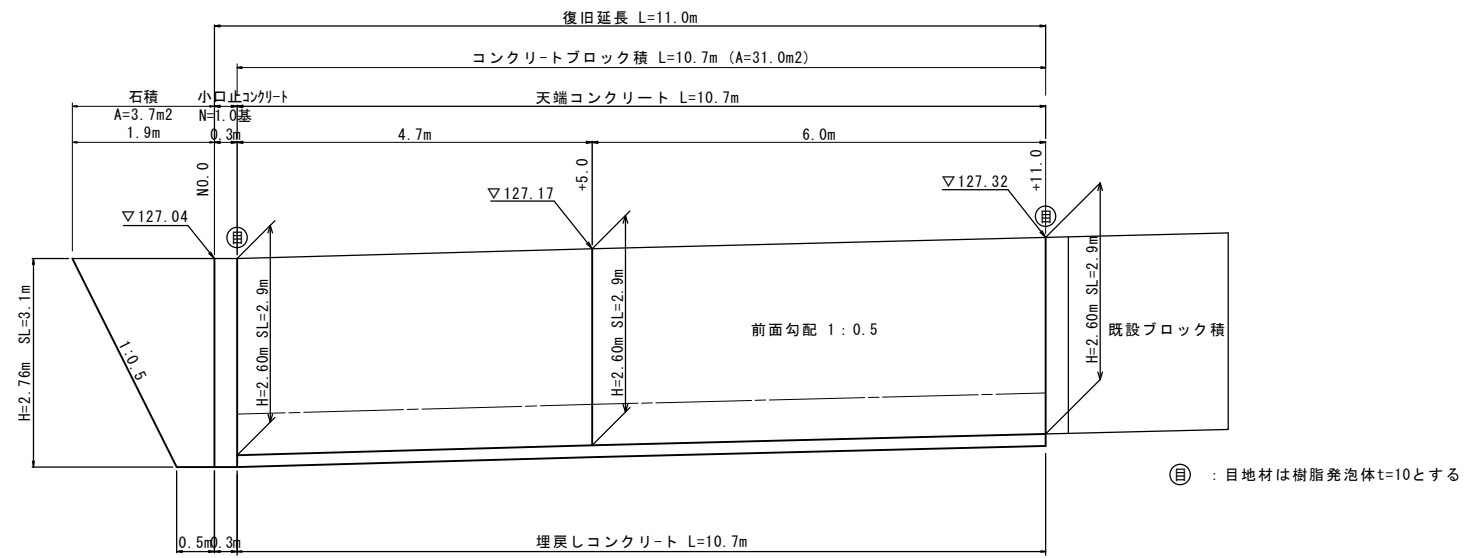 復旧延長 L=11.0m
コンクリートブロック積 L=10.7m (A=31.0m2)
石積
A=3.7m2
1.9m
小口止コンクリート
N=1.0基
0.3m
天端コンクリート L=10.7m
4.7m
6.0m
NO.0
+5.0
+11.0
▽127.04
▽127.17
▽127.32
目
目
H=2.76m SL=3.1m
1:0.5
H=2.60m SL=2.9m
H=2.60m SL=2.9m
前面勾配 1：0.5
H=2.60m SL=2.9m
既設ブロック積
目 ：目地材は樹脂発泡体t=10とする
0.5m
0.3m
埋戻しコンクリート L=10.7m